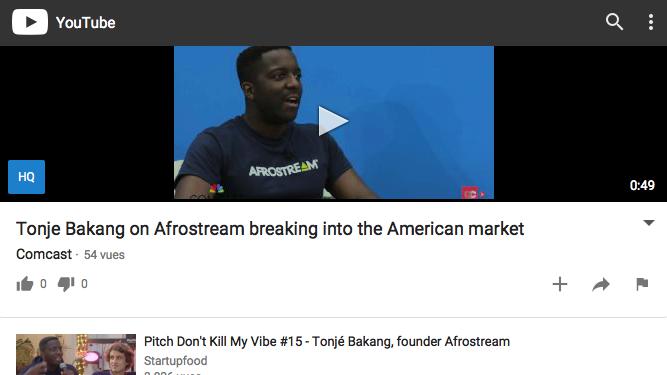 YouTube
AFROSTREAM
HQ
0:49
Tonje Bakang on Afrostream breaking into the American market
Comcast · 54 vues
0
0
Pitch Don't Kill My Vibe #15 - Tonjé Bakang, founder Afrostream
Startupfood